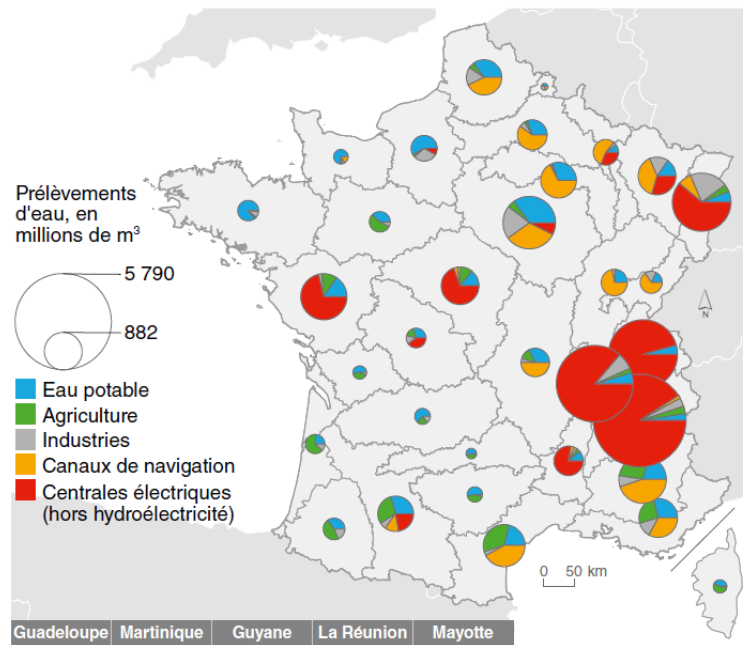 Prélèvements
d'eau, en
millions de m³
5 790
882
Eau potable
Agriculture
Industries
Canaux de navigation
Centrales électriques
(hors hydroélectricité)
N
0 50 km
Guadeloupe Martinique Guyane La Réunion Mayotte